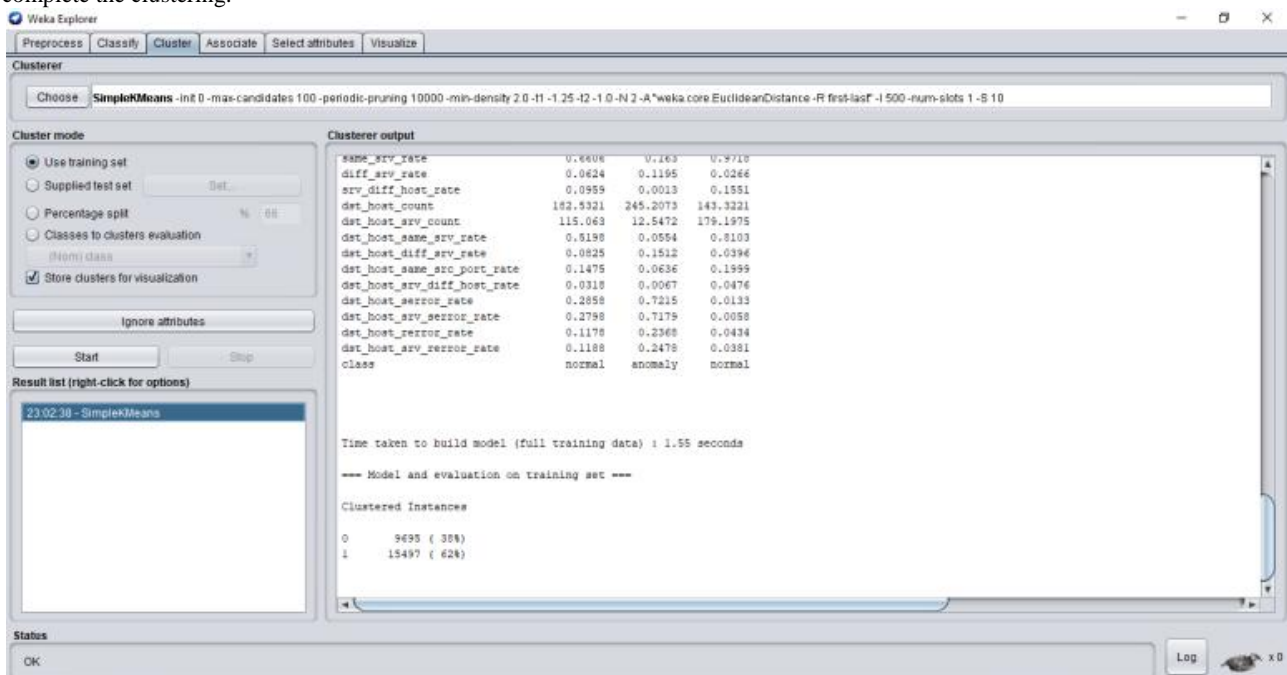 complete the clustering.
Weka Explorer
Preprocess Classify Cluster Associate Select attributes Visualize
Clusterer
Choose SimpleKMeans -init 0 -max-candidates 100 -periodic-pruning 10000 -min-density 2.0 -t1 -1.25 -t2 -1.0 -N 2 -A "weka.core.EuclideanDistance -R first-last" -I 500 -num-slots 1 -S 10
Cluster mode
Use training set
Supplied test set Set...
Percentage split % 66
Classes to clusters evaluation
(Nom) class
Store clusters for visualization
Ignore attributes
Start Stop
Result list (right-click for options)
23:02:38 - SimpleKMeans
Clusterer output
same_srv_rate 0.6606 0.163 0.9718
diff_srv_rate 0.0624 0.1195 0.0266
srv_diff_host_rate 0.0959 0.0013 0.1551
dst_host_count 182.5321 245.2073 143.3221
dst_host_srv_count 115.063 12.5472 179.1975
dst_host_same_srv_rate 0.5198 0.0554 0.8103
dst_host_diff_srv_rate 0.0825 0.1512 0.0396
dst_host_same_src_port_rate 0.1475 0.0636 0.1999
dst_host_srv_diff_host_rate 0.0318 0.0067 0.0476
dst_host_serror_rate 0.2858 0.7215 0.0133
dst_host_srv_serror_rate 0.2798 0.7179 0.0058
dst_host_rerror_rate 0.1178 0.2368 0.0434
dst_host_srv_rerror_rate 0.1188 0.2479 0.0381
class normal anomaly normal
Time taken to build model (full training data) : 1.55 seconds
=== Model and evaluation on training set ===
Clustered Instances
0 9695 ( 38%)
1 15497 ( 62%)
Status
OK
Log
x 0